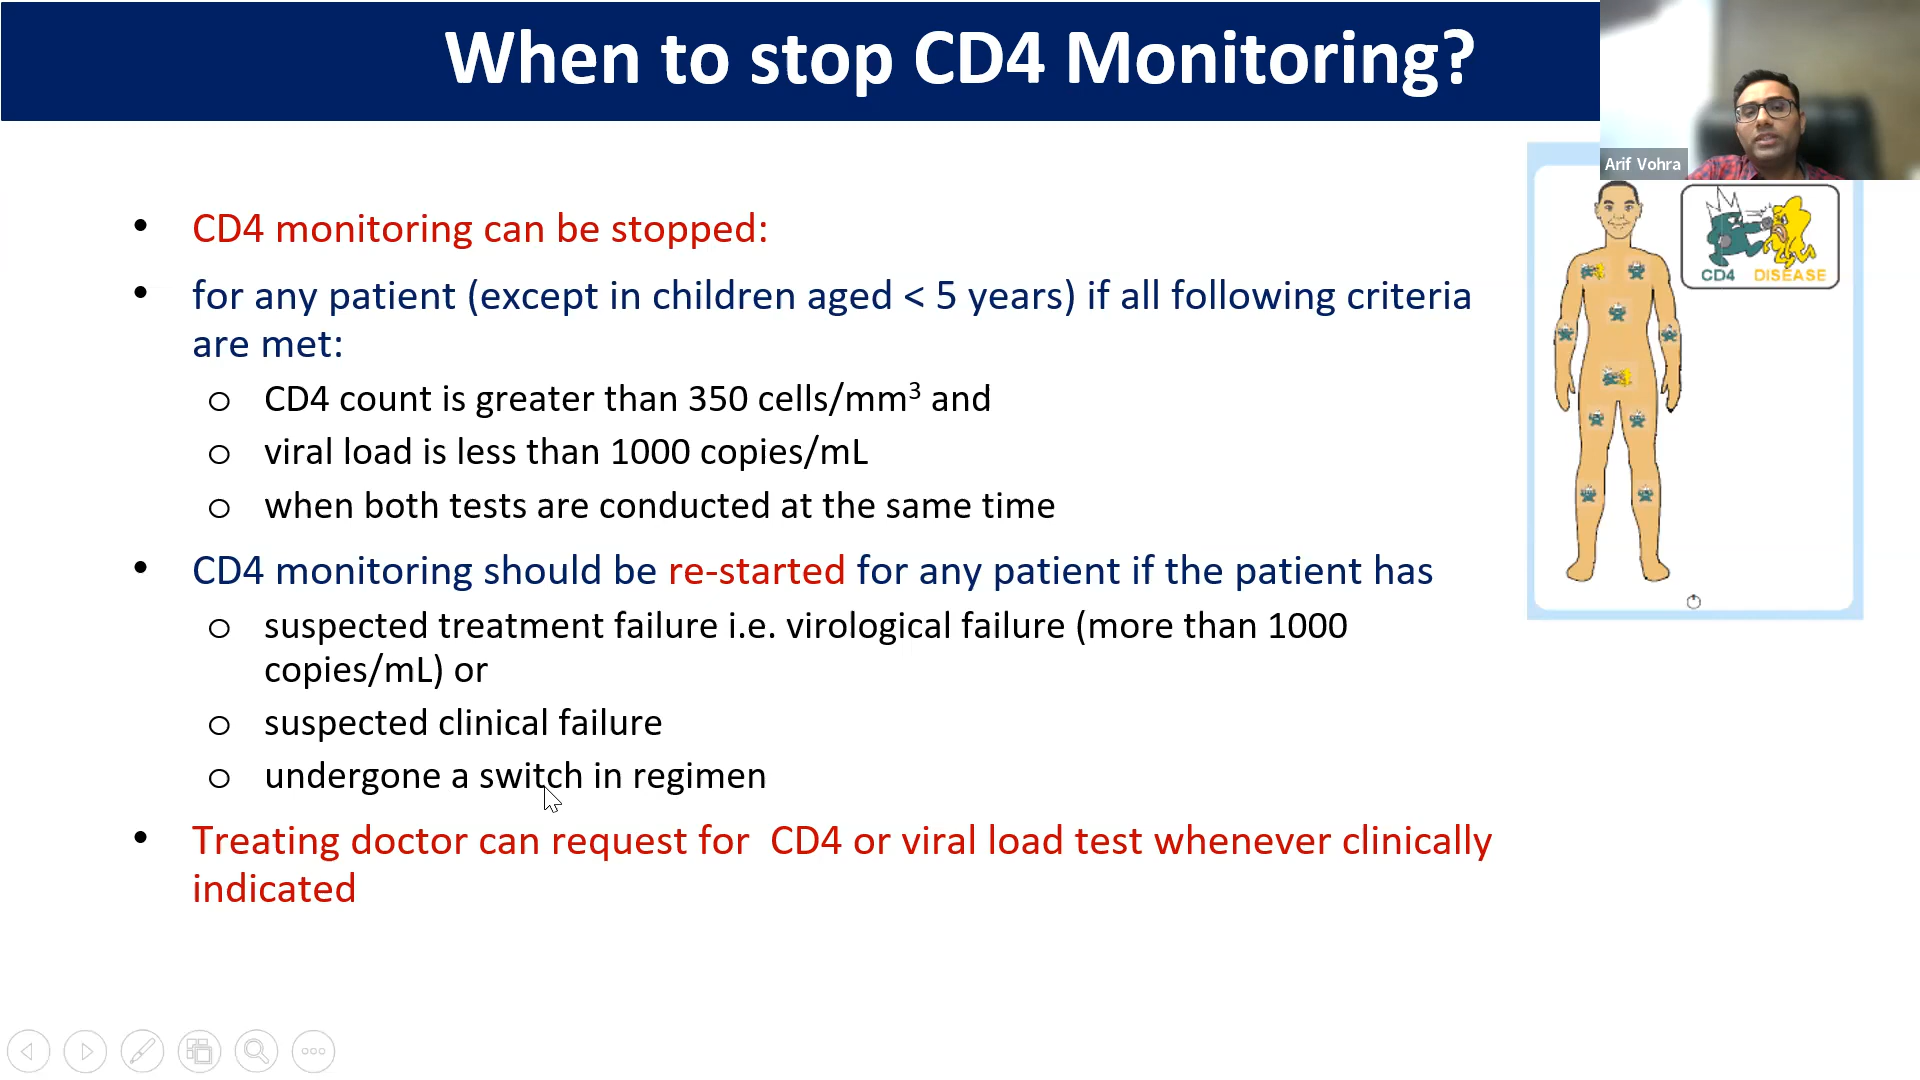 When to stop CD4 Monitoring?
Arif Vohra
• CD4 monitoring can be stopped:
• for any patient (except in children aged < 5 years) if all following criteria
are met:
o CD4 count is greater than 350 cells/mm³ and
o viral load is less than 1000 copies/mL
o when both tests are conducted at the same time
• CD4 monitoring should be re-started for any patient if the patient has
o suspected treatment failure i.e. virological failure (more than 1000
copies/mL) or
o suspected clinical failure
o undergone a switch in regimen
• Treating doctor can request for  CD4 or viral load test whenever clinically
indicated
CD4 DISEASE